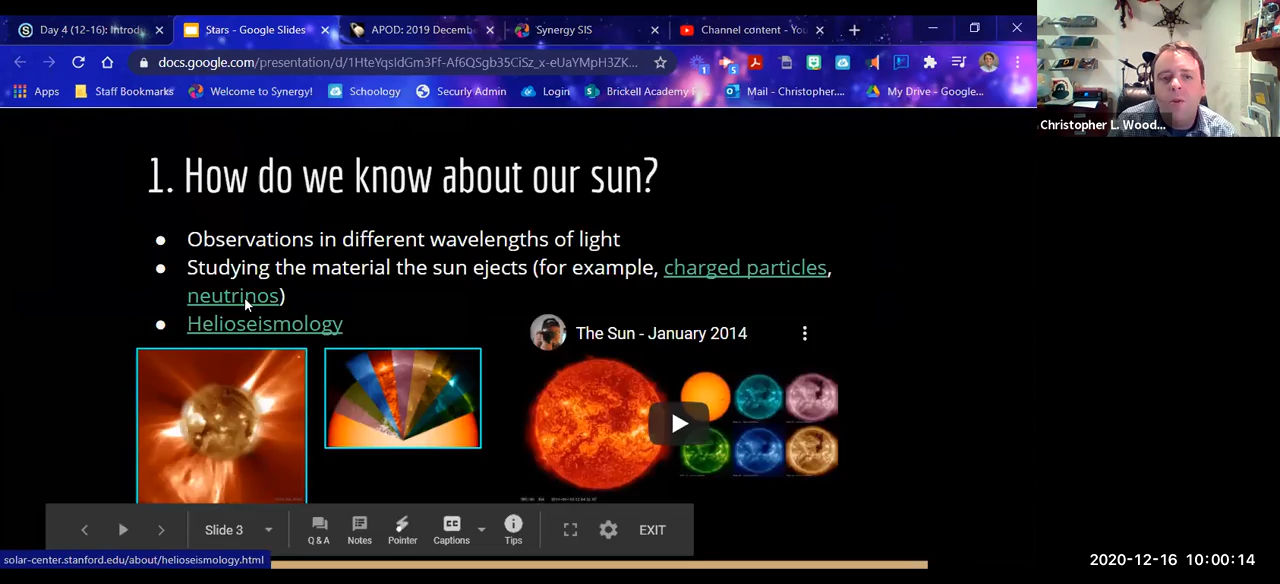 Day 4 (12-16): Introd
Stars - Google Slides
APOD: 2019 Decemb
Synergy SIS
Channel content - You
docs.google.com/presentation/d/1HteYqsIdGm3Ff-Af6QSgb35CiSz_x-eUaYMpH3ZK...
Apps
Staff Bookmarks
Welcome to Synergy!
Schoology
Securly Admin
Login
Brickell Academy
Mail - Christopher....
My Drive - Google...
Christopher L. Wood...
1. How do we know about our sun?
● Observations in different wavelengths of light
● Studying the material the sun ejects (for example, charged particles,
neutrinos)
● Helioseismology
The Sun - January 2014
Slide 3
Q & A
Notes
Pointer
Captions
Tips
EXIT
solar-center.stanford.edu/about/helioseismology.html
2020-12-16 10:00:14